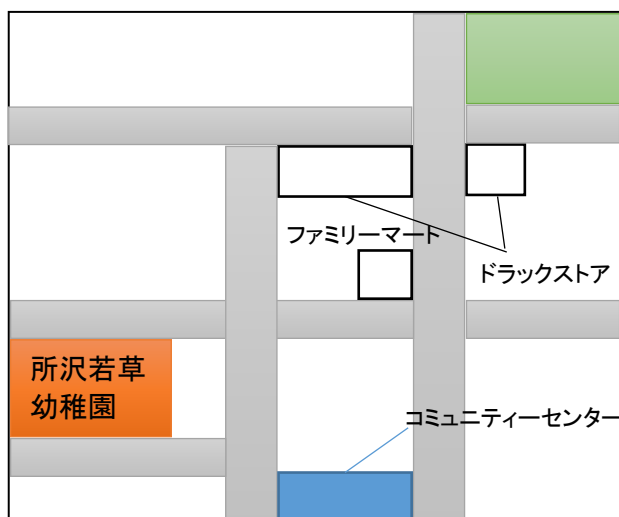 ファミリーマート
ドラックストア
所沢若草
幼稚園
コミュニティーセンター